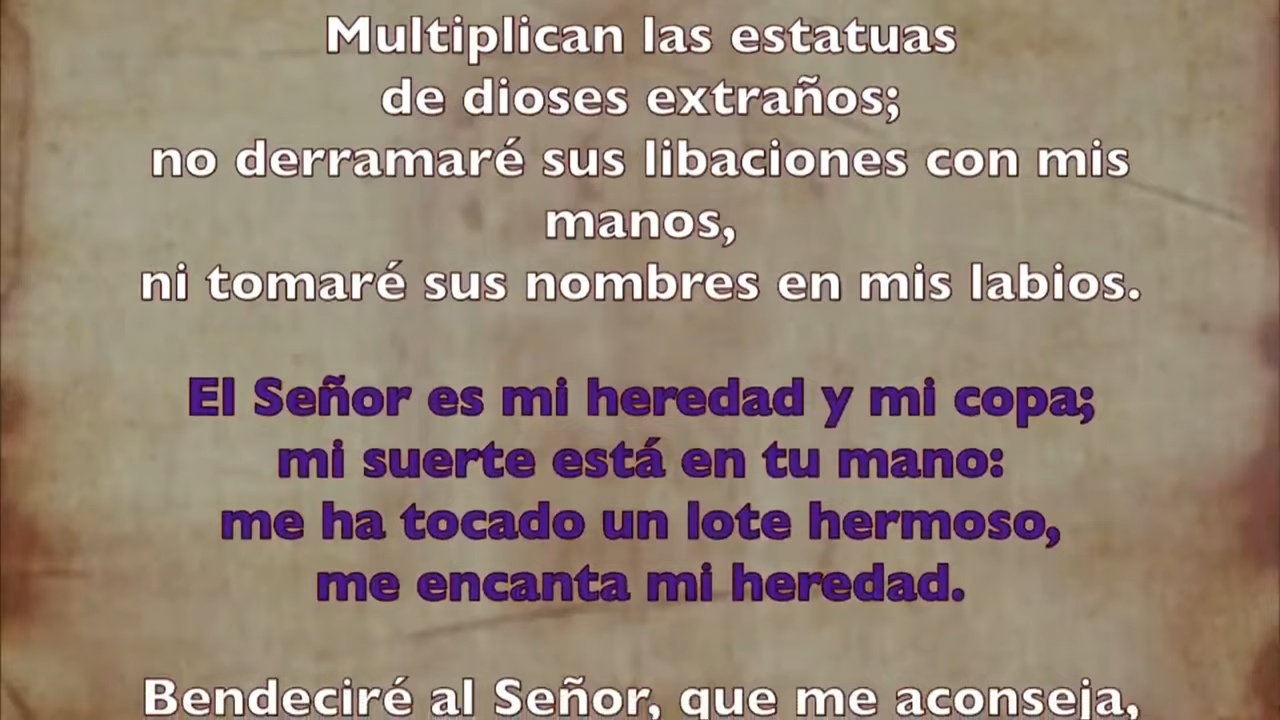 Multiplican las estatuas
de dioses extraños;
no derramaré sus libaciones con mis
manos,
ni tomaré sus nombres en mis labios.
El Señor es mi heredad y mi copa;
mi suerte está en tu mano:
me ha tocado un lote hermoso,
me encanta mi heredad.
Bendeciré al Señor, que me aconseja,